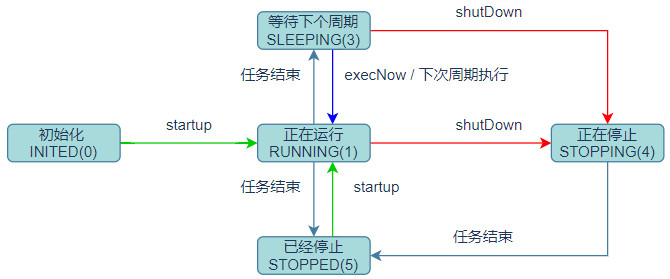 等待下个周期
SLEEPING(3)
shutDown
任务结束
execNow / 下次周期执行
初始化
INITED(0)
startup
正在运行
RUNNING(1)
shutDown
正在停止
STOPPING(4)
任务结束
startup
任务结束
已经停止
STOPPED(5)